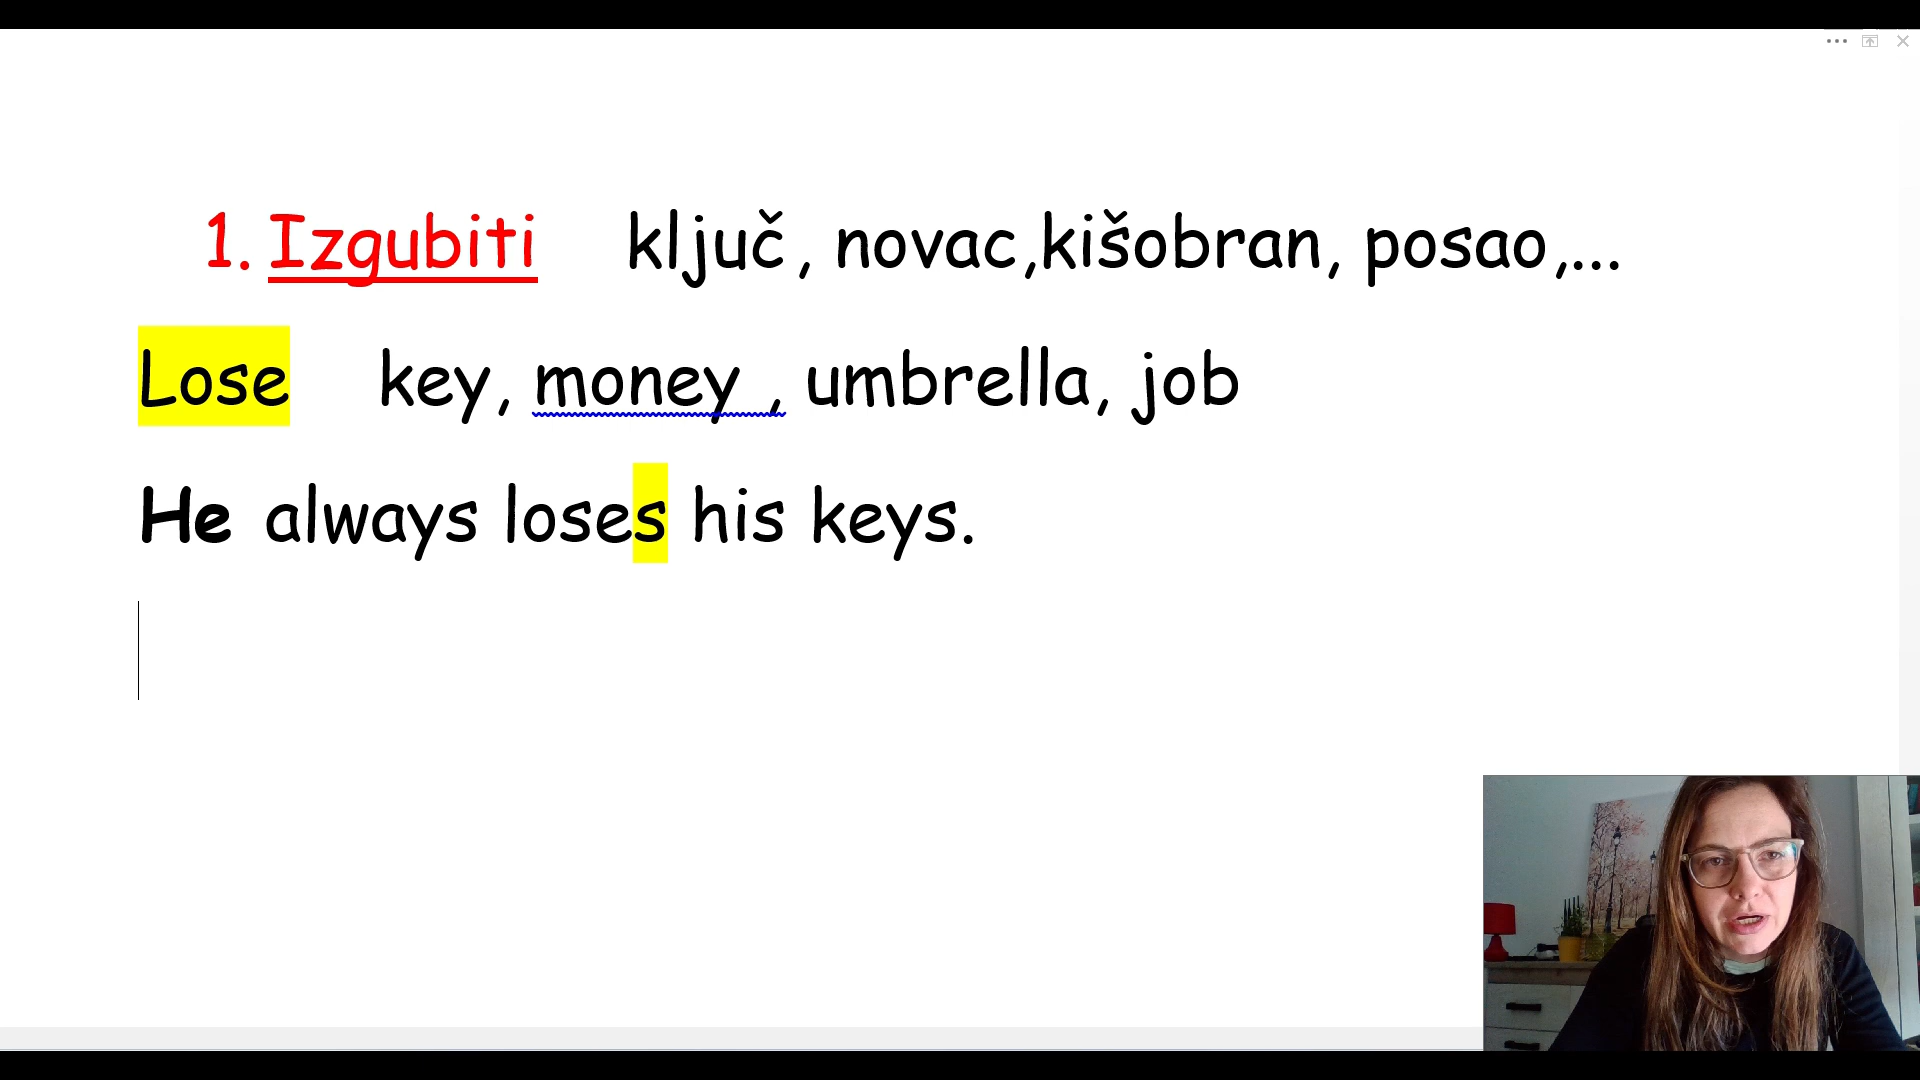 1. Izgubiti ključ, novac,kišobran, posao,...
Lose key, money , umbrella, job
He always loses his keys.